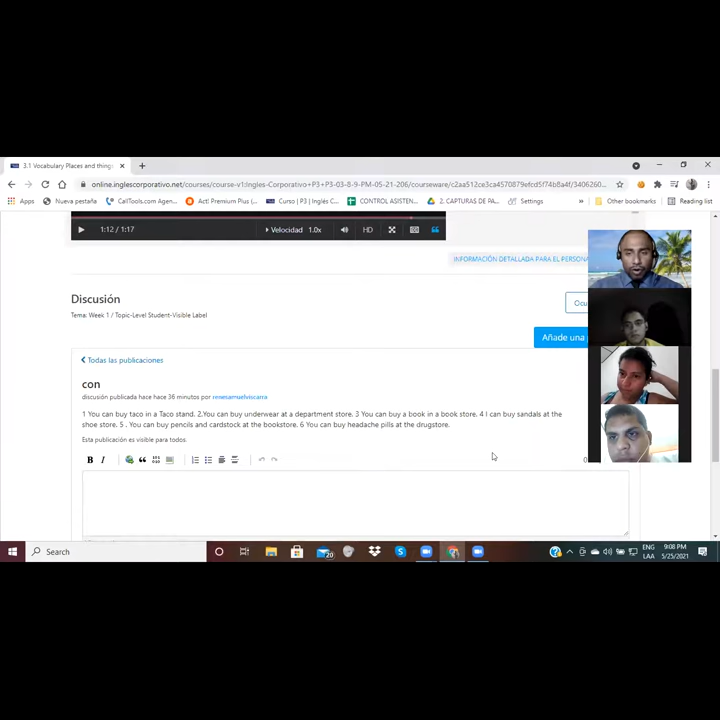 3.1 Vocabulary Places and thing
online.inglescorporativo.net/courses/course-v1:Ingles-Corporativo+P3+P3-03-8-9-PM-05-21-206/courseware/c2aa512ce3ca4570879efcd5f74b8a4f/3406260...
Apps Nueva pestaña CallTools.com Agen... Act! Premium Plus (... Curso | P3 | Inglés C... CONTROL ASISTEN... 2. CAPTURAS DE PA... Settings » Other bookmarks Reading list
1:12 / 1:17 Velocidad 1.0x HD
INFORMACIÓN DETALLADA PARA EL PERSONA
Discusión
Ocu
Tema: Week 1 / Topic-Level Student-Visible Label
Añade una
Todas las publicaciones
con
discusión publicada hace hace 36 minutos por renesamuelviscarra
1 You can buy taco in a Taco stand. 2.You can buy underwear at a department store. 3 You can buy a book in a book store. 4 I can buy sandals at the
shoe store. 5 . You can buy pencils and cardstock at the bookstore. 6 You can buy headache pills at the drugstore.
Esta publicación es visible para todos.
B I
Search
20
ENG 9:08 PM
LAA 5/25/2021